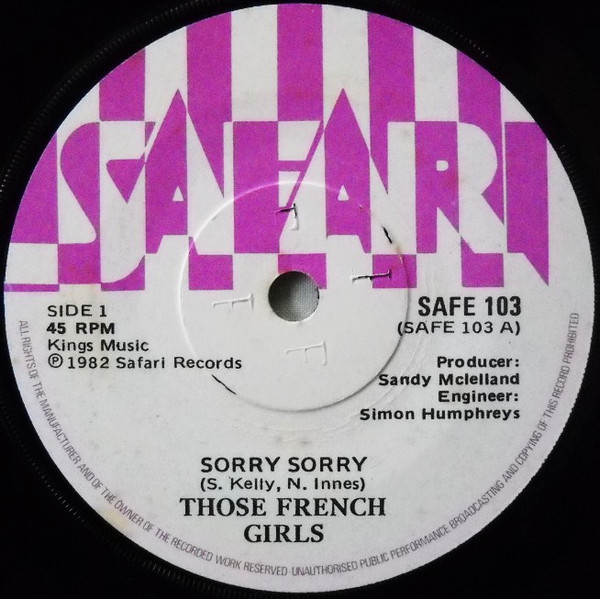 SAFARI
SIDE 1
45 RPM
Kings Music
℗ 1982 Safari Records
SAFE 103
(SAFE 103 A)
Producer:
Sandy Mclelland
Engineer:
Simon Humphreys
SORRY SORRY
(S. Kelly, N. Innes)
THOSE FRENCH
GIRLS
ALL RIGHTS OF THE MANUFACTURER AND OF THE OWNER OF THE RECORDED WORK RESERVED-UNAUTHORISED PUBLIC PERFORMANCE BROADCASTING AND COPYING OF THIS RECORD PROHIBITED